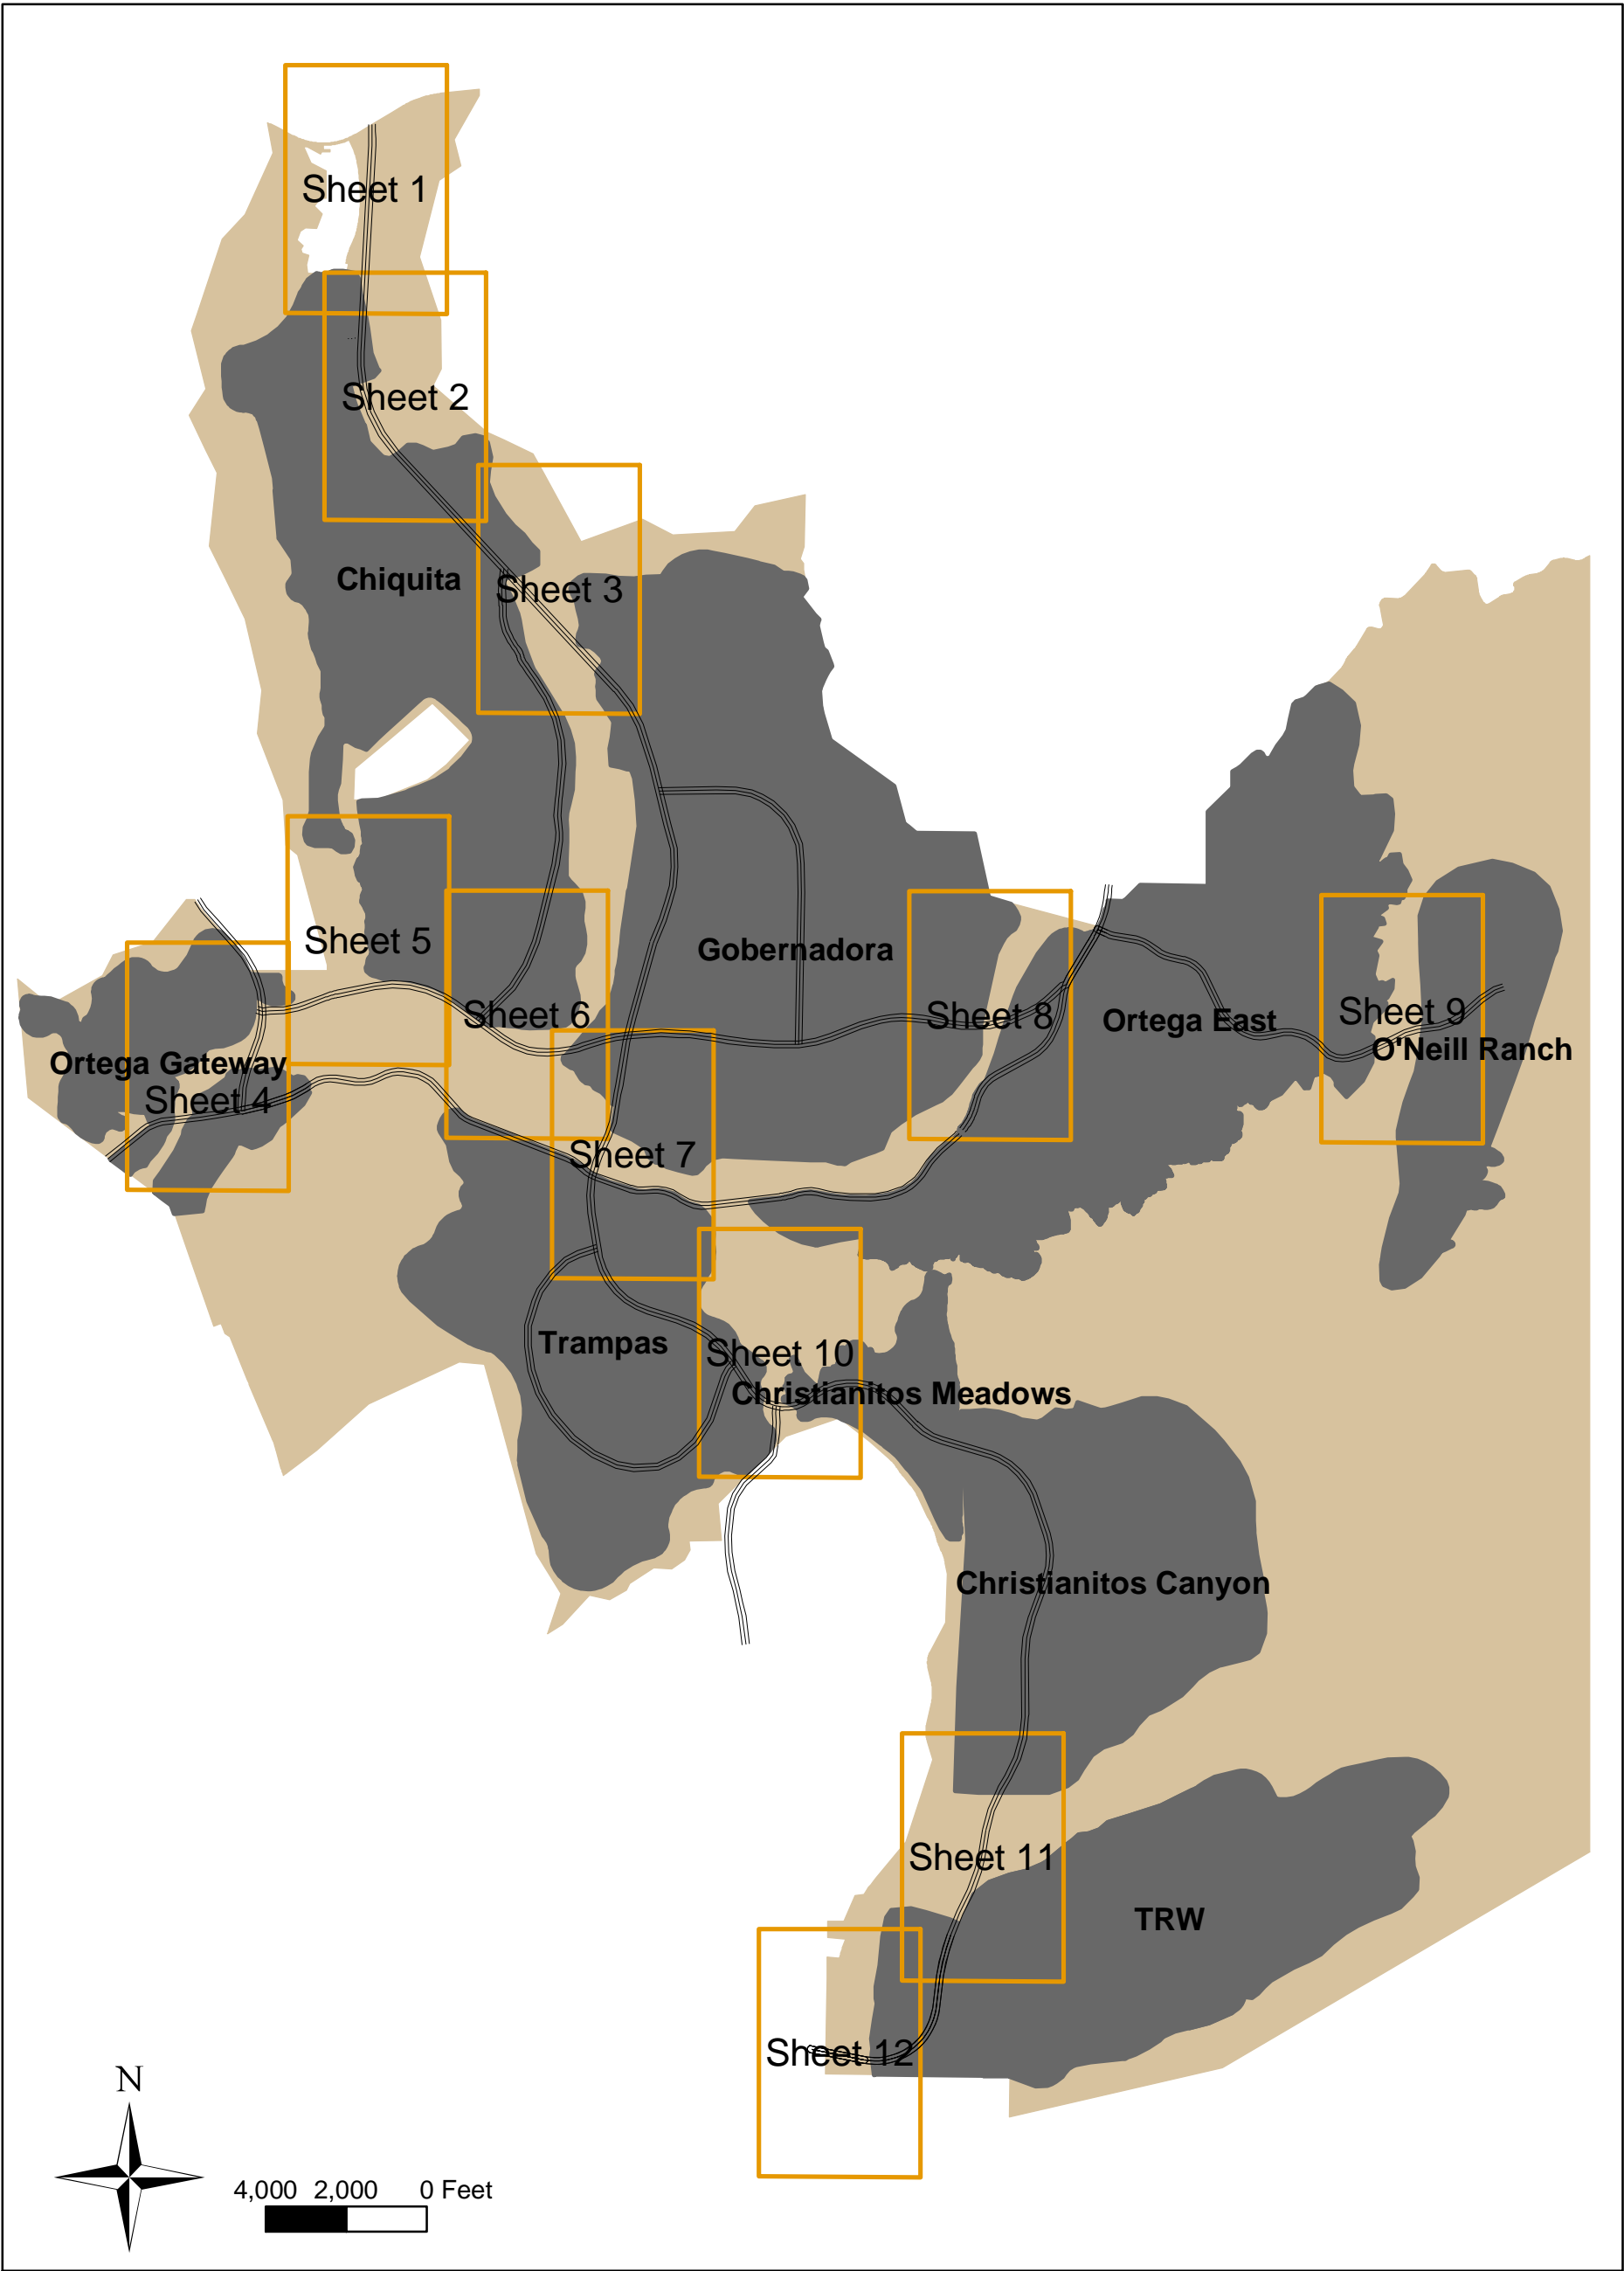 Sheet 1
Sheet 2
Chiquita
Sheet 3
Sheet 5
Gobernadora
Sheet 6
Sheet 8
Ortega East
Sheet 9
O'Neill Ranch
Ortega Gateway
Sheet 4
Sheet 7
Trampas
Sheet 10
Christianitos Meadows
Christianitos Canyon
Sheet 11
TRW
Sheet 12
N
4,000 2,000 0 Feet